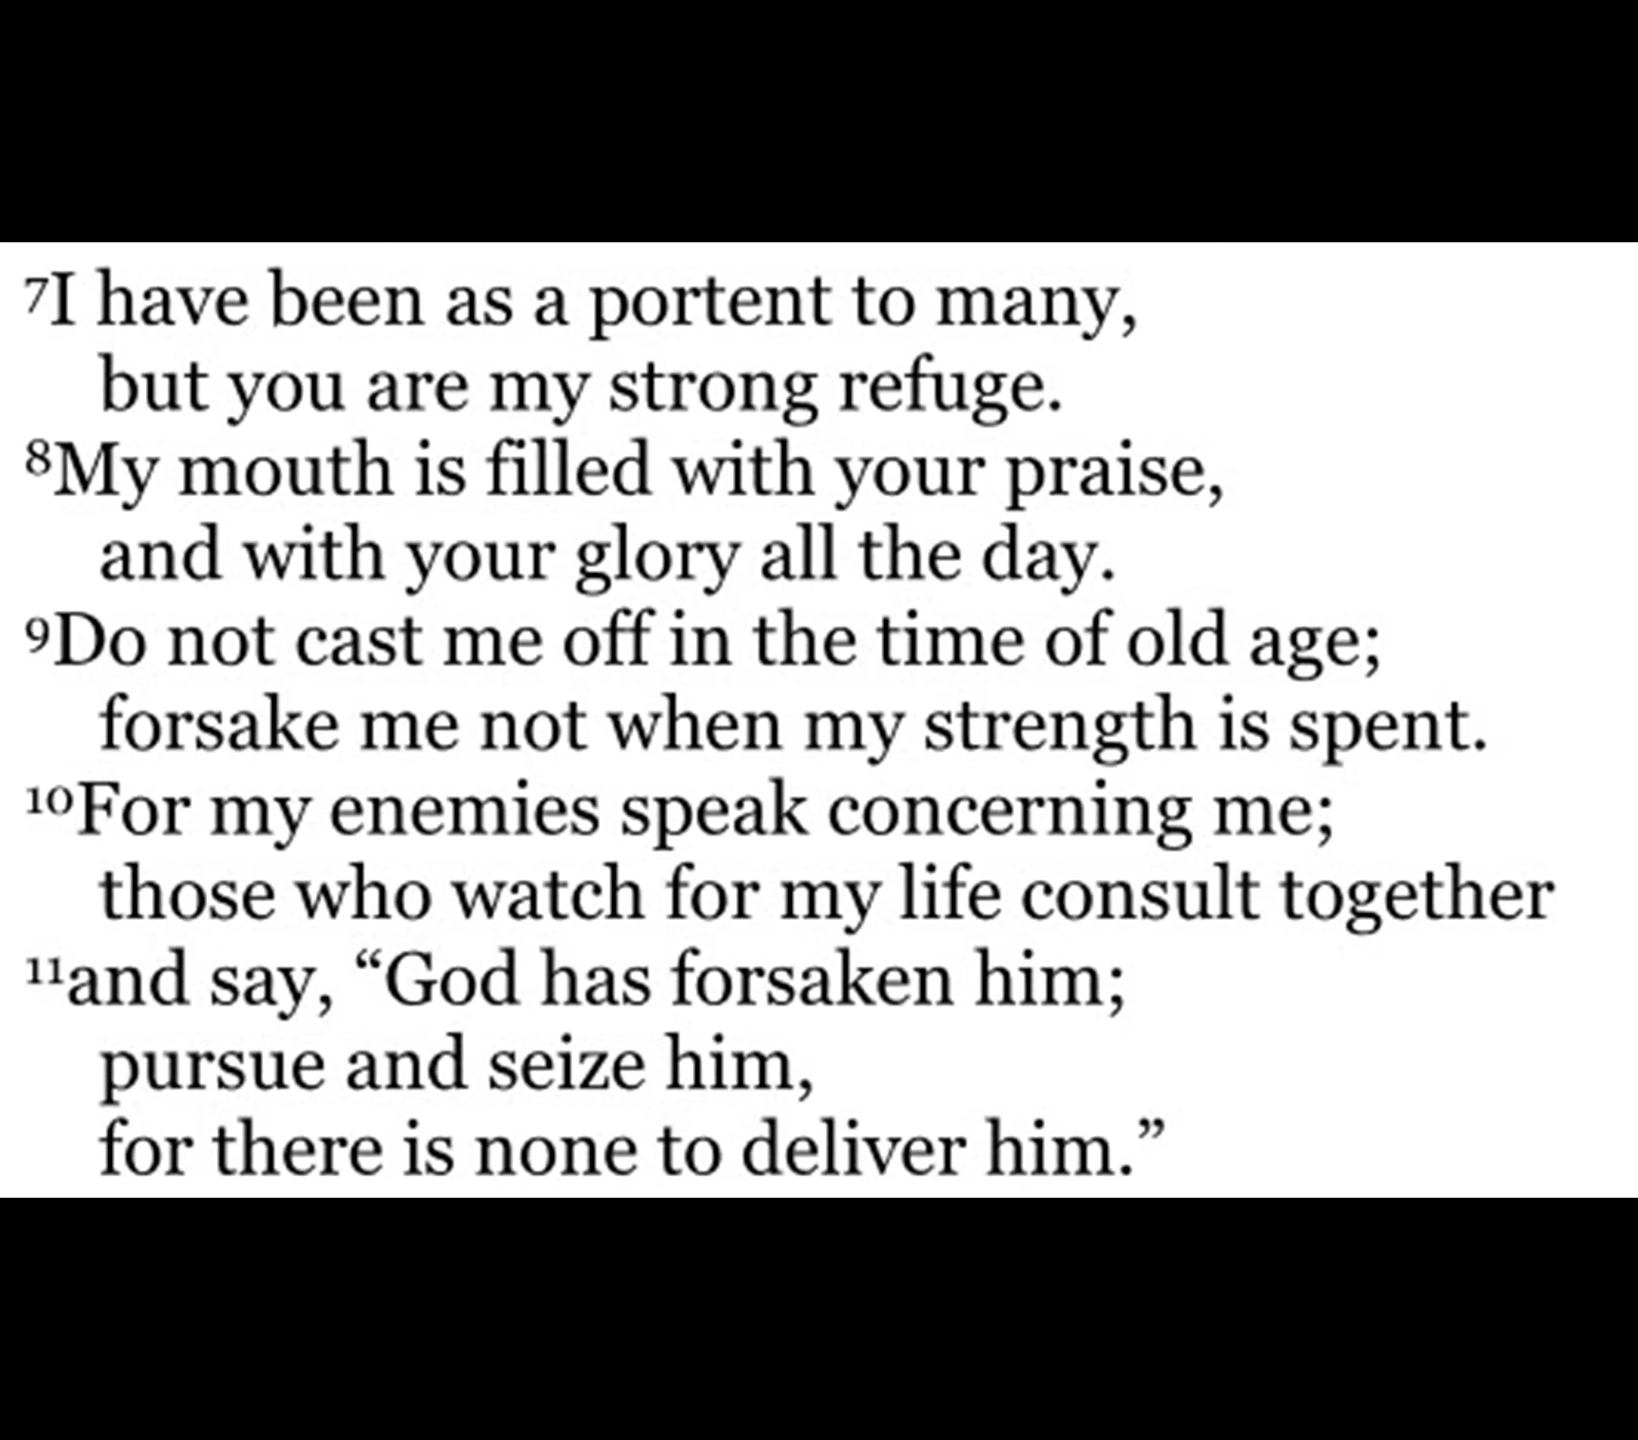 7I have been as a portent to many,
but you are my strong refuge.
8My mouth is filled with your praise,
and with your glory all the day.
9Do not cast me off in the time of old age;
forsake me not when my strength is spent.
10For my enemies speak concerning me;
those who watch for my life consult together
11and say, “God has forsaken him;
pursue and seize him,
for there is none to deliver him.”